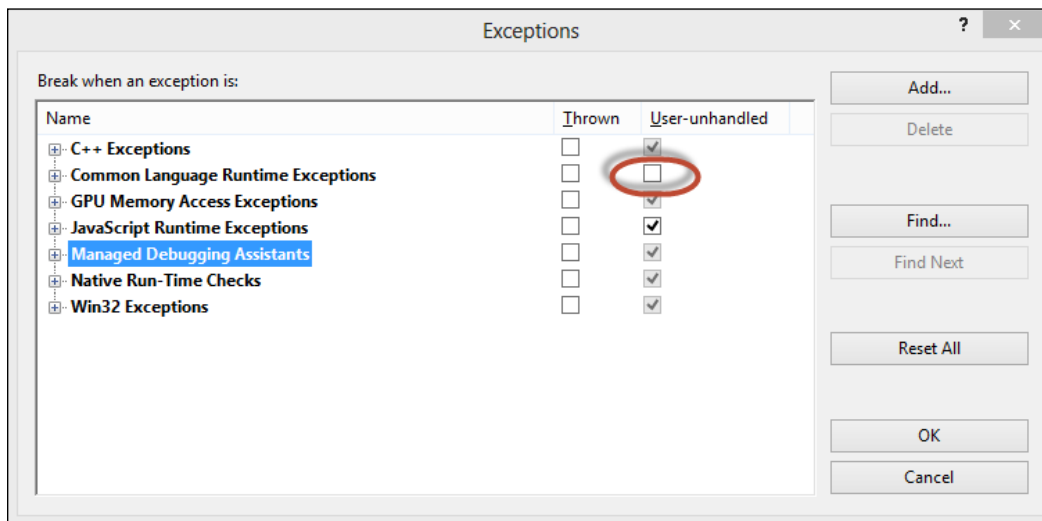 Exceptions
?
Break when an exception is:
Name Thrown User-unhandled
C++ Exceptions
Common Language Runtime Exceptions
GPU Memory Access Exceptions
JavaScript Runtime Exceptions
Managed Debugging Assistants
Native Run-Time Checks
Win32 Exceptions
Add...
Delete
Find...
Find Next
Reset All
OK
Cancel